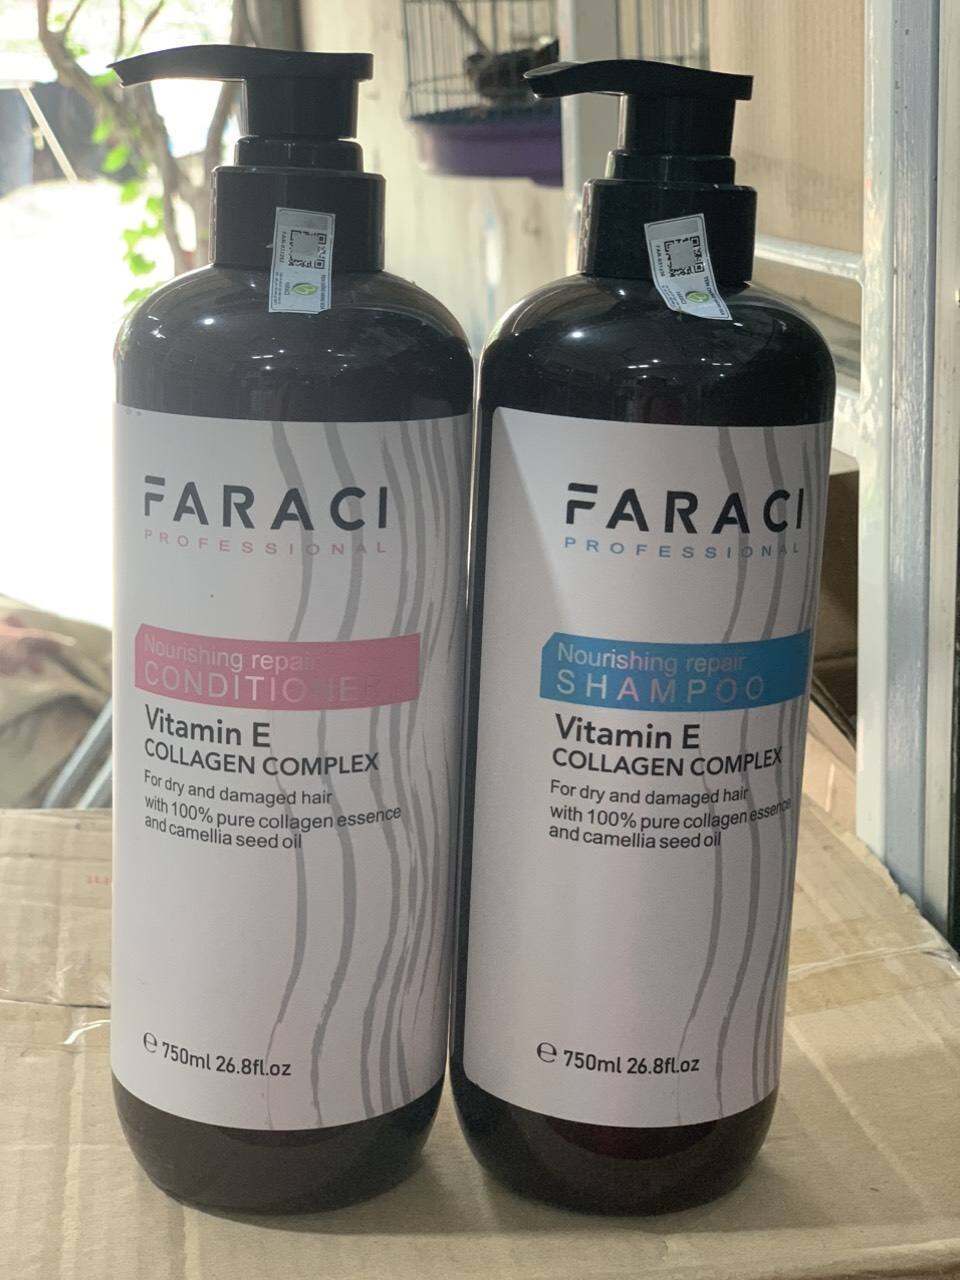 FARACI
PROFESSIONAL
Nourishing repair
CONDITIONE
Vitamin E
COLLAGEN COMPLEX
For dry and damaged hair
with 100% pure collagen essence
and camellia seed oil
e 750ml 26.8fl.oz
FARACI
PROFESSIONAL
Nourishing repair
SHAMPOO
Vitamin E
COLLAGEN COMPLEX
For dry and damaged hair
with 100% pure collagen essence
and camellia seed oil
e 750ml 26.8fl.oz